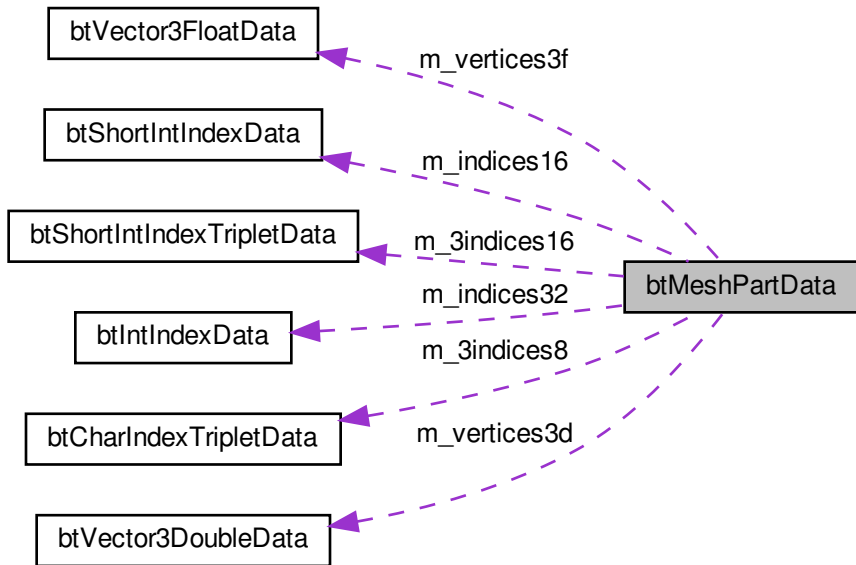 btVector3FloatData
m_vertices3f
btShortIntIndexData
m_indices16
btShortIntIndexTripletData
m_3indices16
btMeshPartData
m_indices32
btIntIndexData
m_3indices8
btCharIndexTripletData
m_vertices3d
btVector3DoubleData